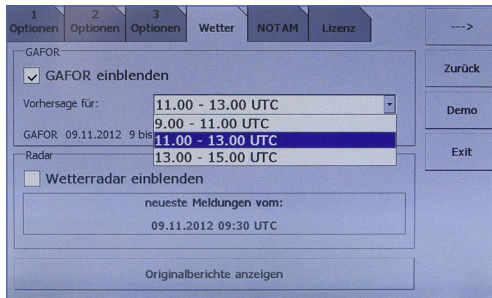 1 Optionen
2 Optionen
3 Optionen
Wetter
NOTAM
Lizenz
--->
GAFOR
GAFOR einblenden
Zurück
Vorhersage für:
11.00 - 13.00 UTC
9.00 - 11.00 UTC
Demo
GAFOR 09.11.2012 9 bis
11.00 - 13.00 UTC
13.00 - 15.00 UTC
Exit
Radar
Wetterradar einblenden
neueste Meldungen vom:
09.11.2012 09:30 UTC
Originalberichte anzeigen